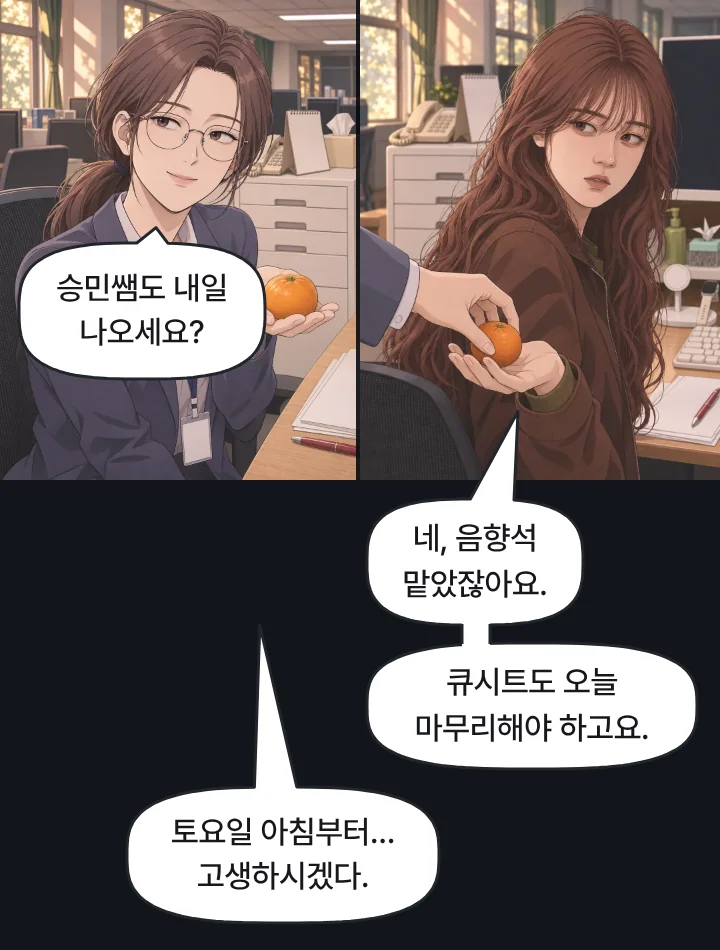 승민쌤도 내일
나오세요?
네, 음향석
맡았잖아요.
큐시트도 오늘
마무리해야 하고요.
토요일 아침부터...
고생하시겠다.